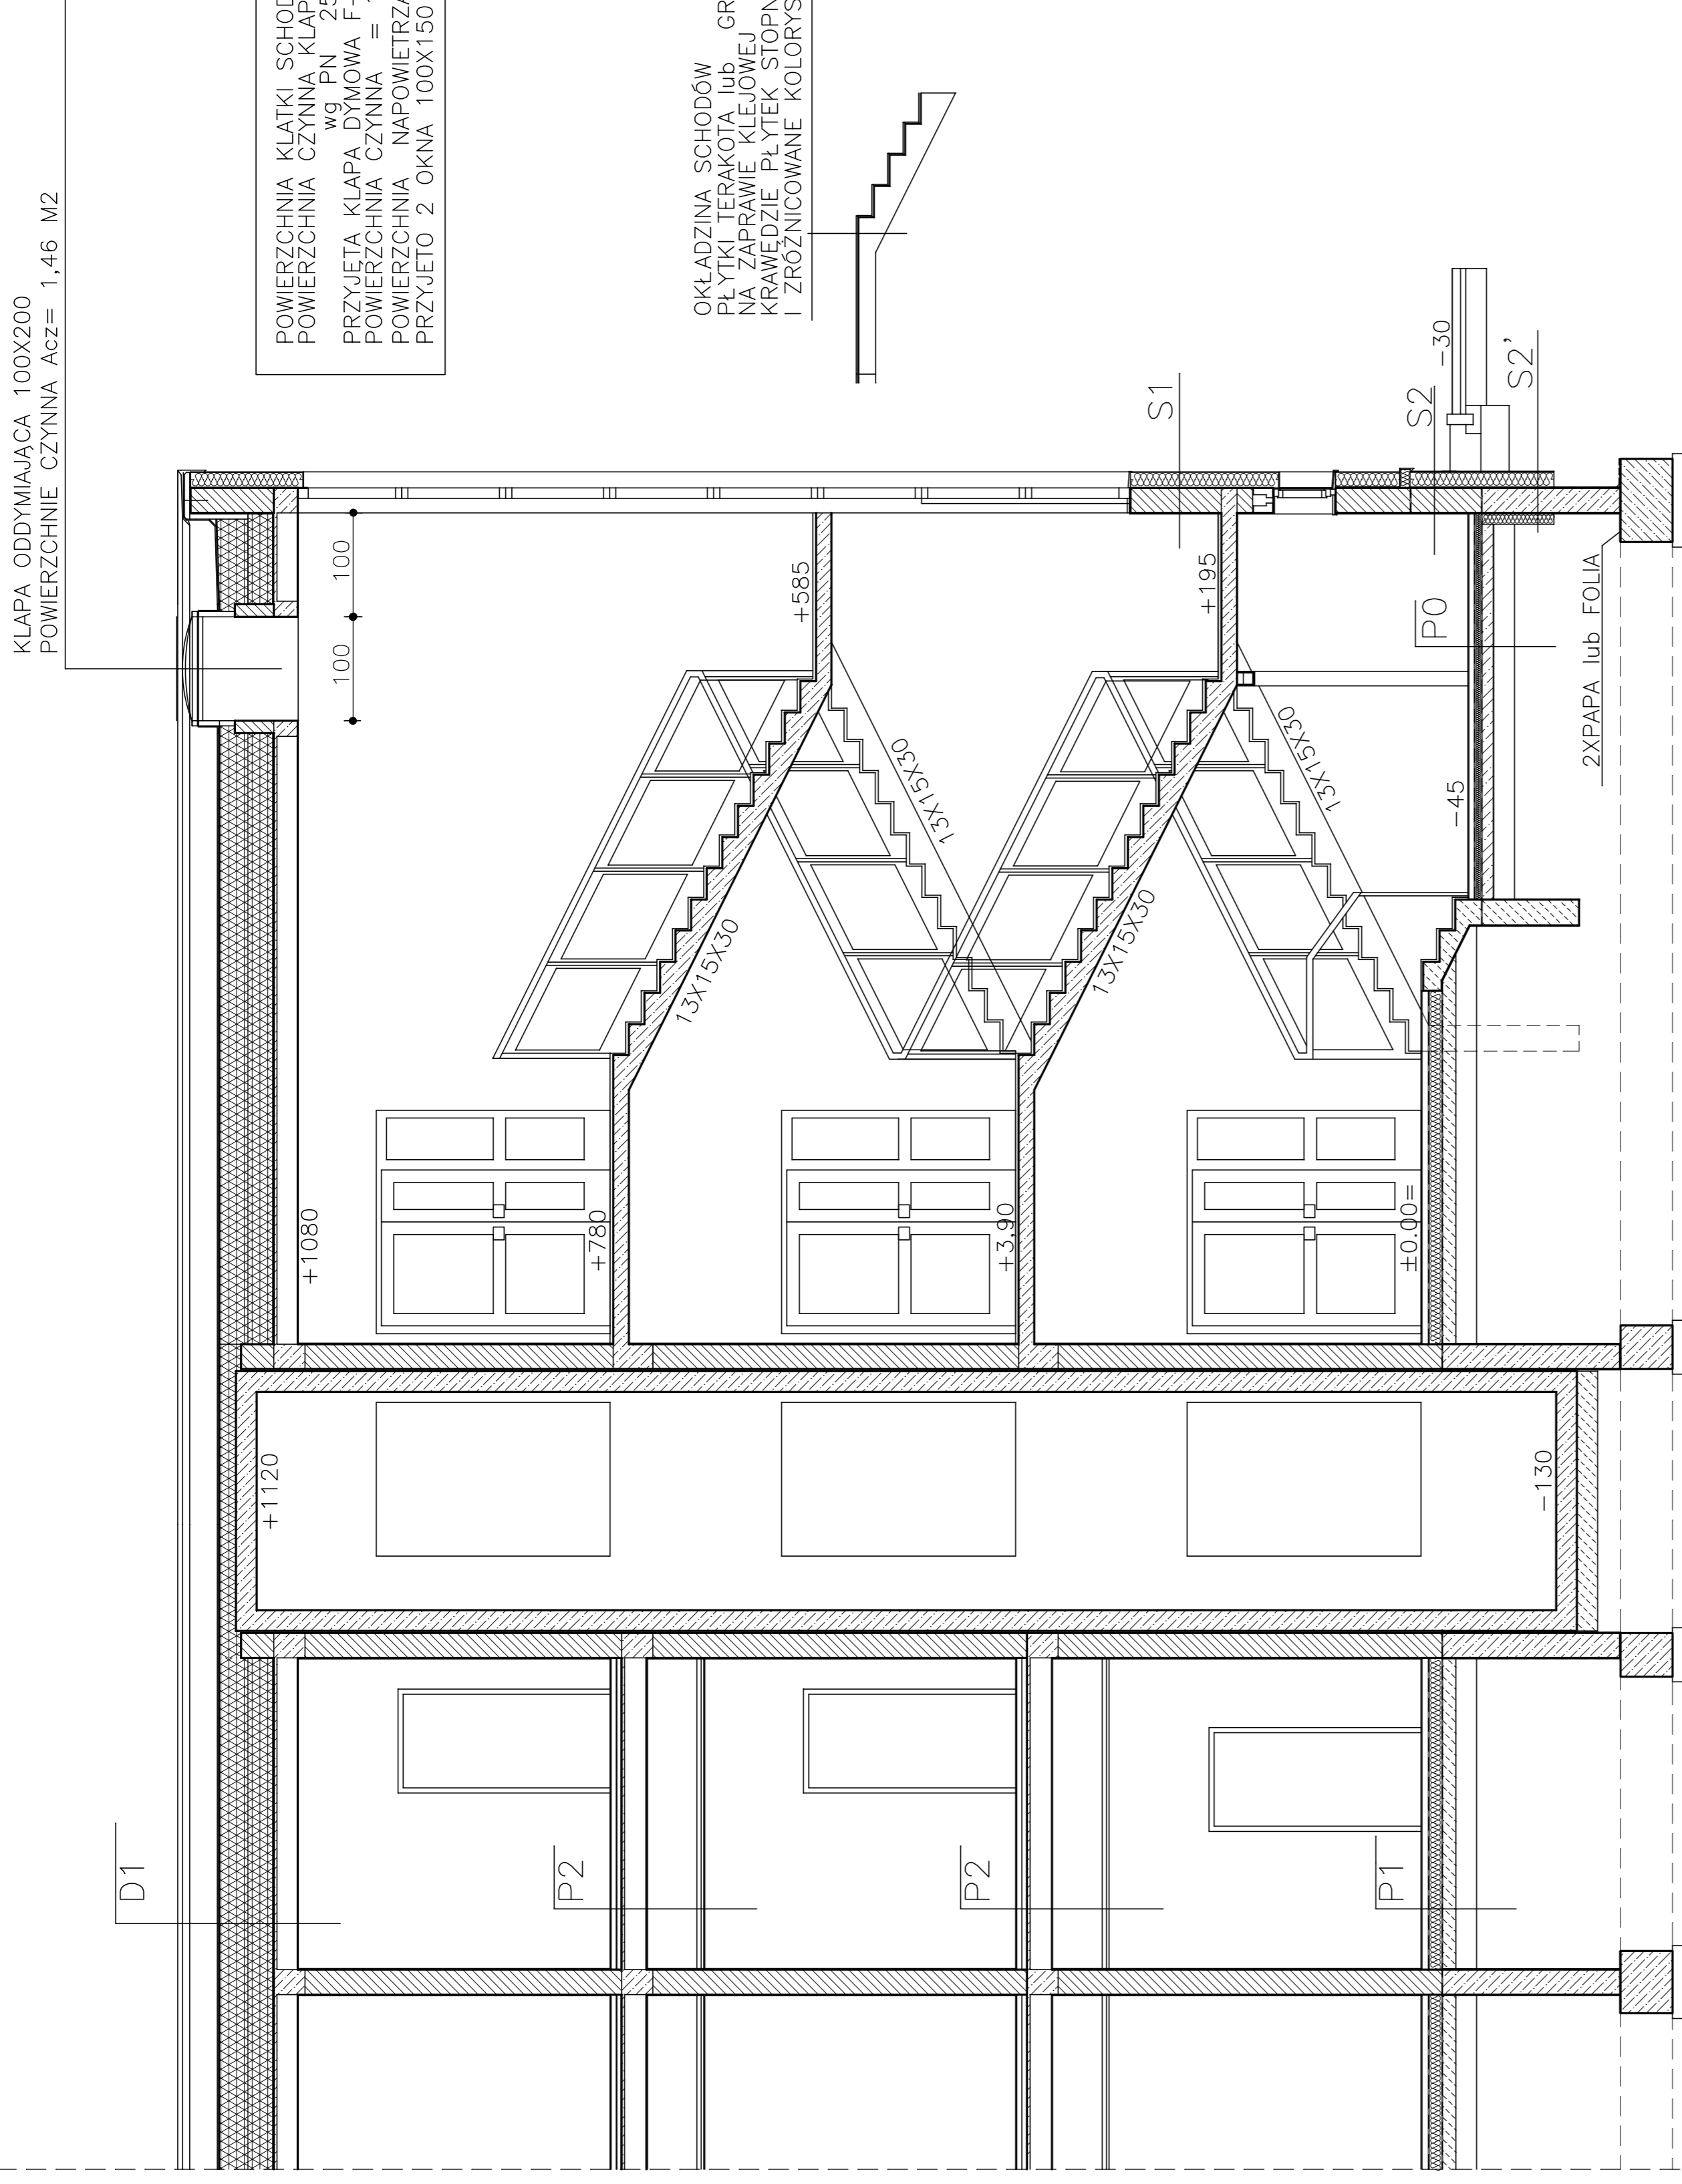 KLAPA ODDYMIAJĄCA 100X200
POWIERZCHNIE CZYNNA Acz= 1,46 M2
POWIERZCHNIA KLATKI SCHOD
POWIERZCHNIA CZYNNA KLAP
wg PN 25
PRZYJĘTA KLAPA DYMOWA F-
POWIERZCHNIA CZYNNA =
POWIERZCHNIA NAPOWIETRZA
PRZYJETO 2 OKNA 100X150
OKŁADZINA SCHODÓW
PŁYTKI TERAKOTA lub GR
NA ZAPRAWIE KLEJOWEJ
KRAWĘDZIE PŁYTEK STOPN
I ZRÓŻNICOWANE KOLORYS
D1
+1120
+1080
100
100
P2
+780
13X15X30
+585
13X15X30
P2
+3,90
13X15X30
+195
S1
13X15X30
P1
±0.00=
-45
P0
S2
-30
S2'
-130
2XPAPA lub FOLIA